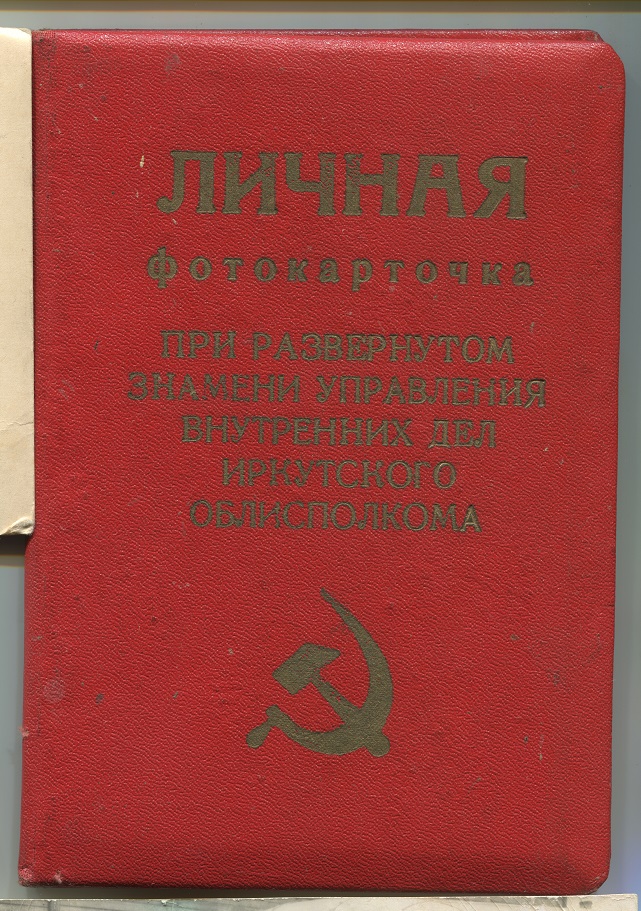 ЛИЧНАЯ
фотокарточка
ПРИ РАЗВЕРНУТОМ
ЗНАМЕНИ УПРАВЛЕНИЯ
ВНУТРЕННИХ ДЕЛ
ИРКУТСКОГО
ОБЛИСПОЛКОМА